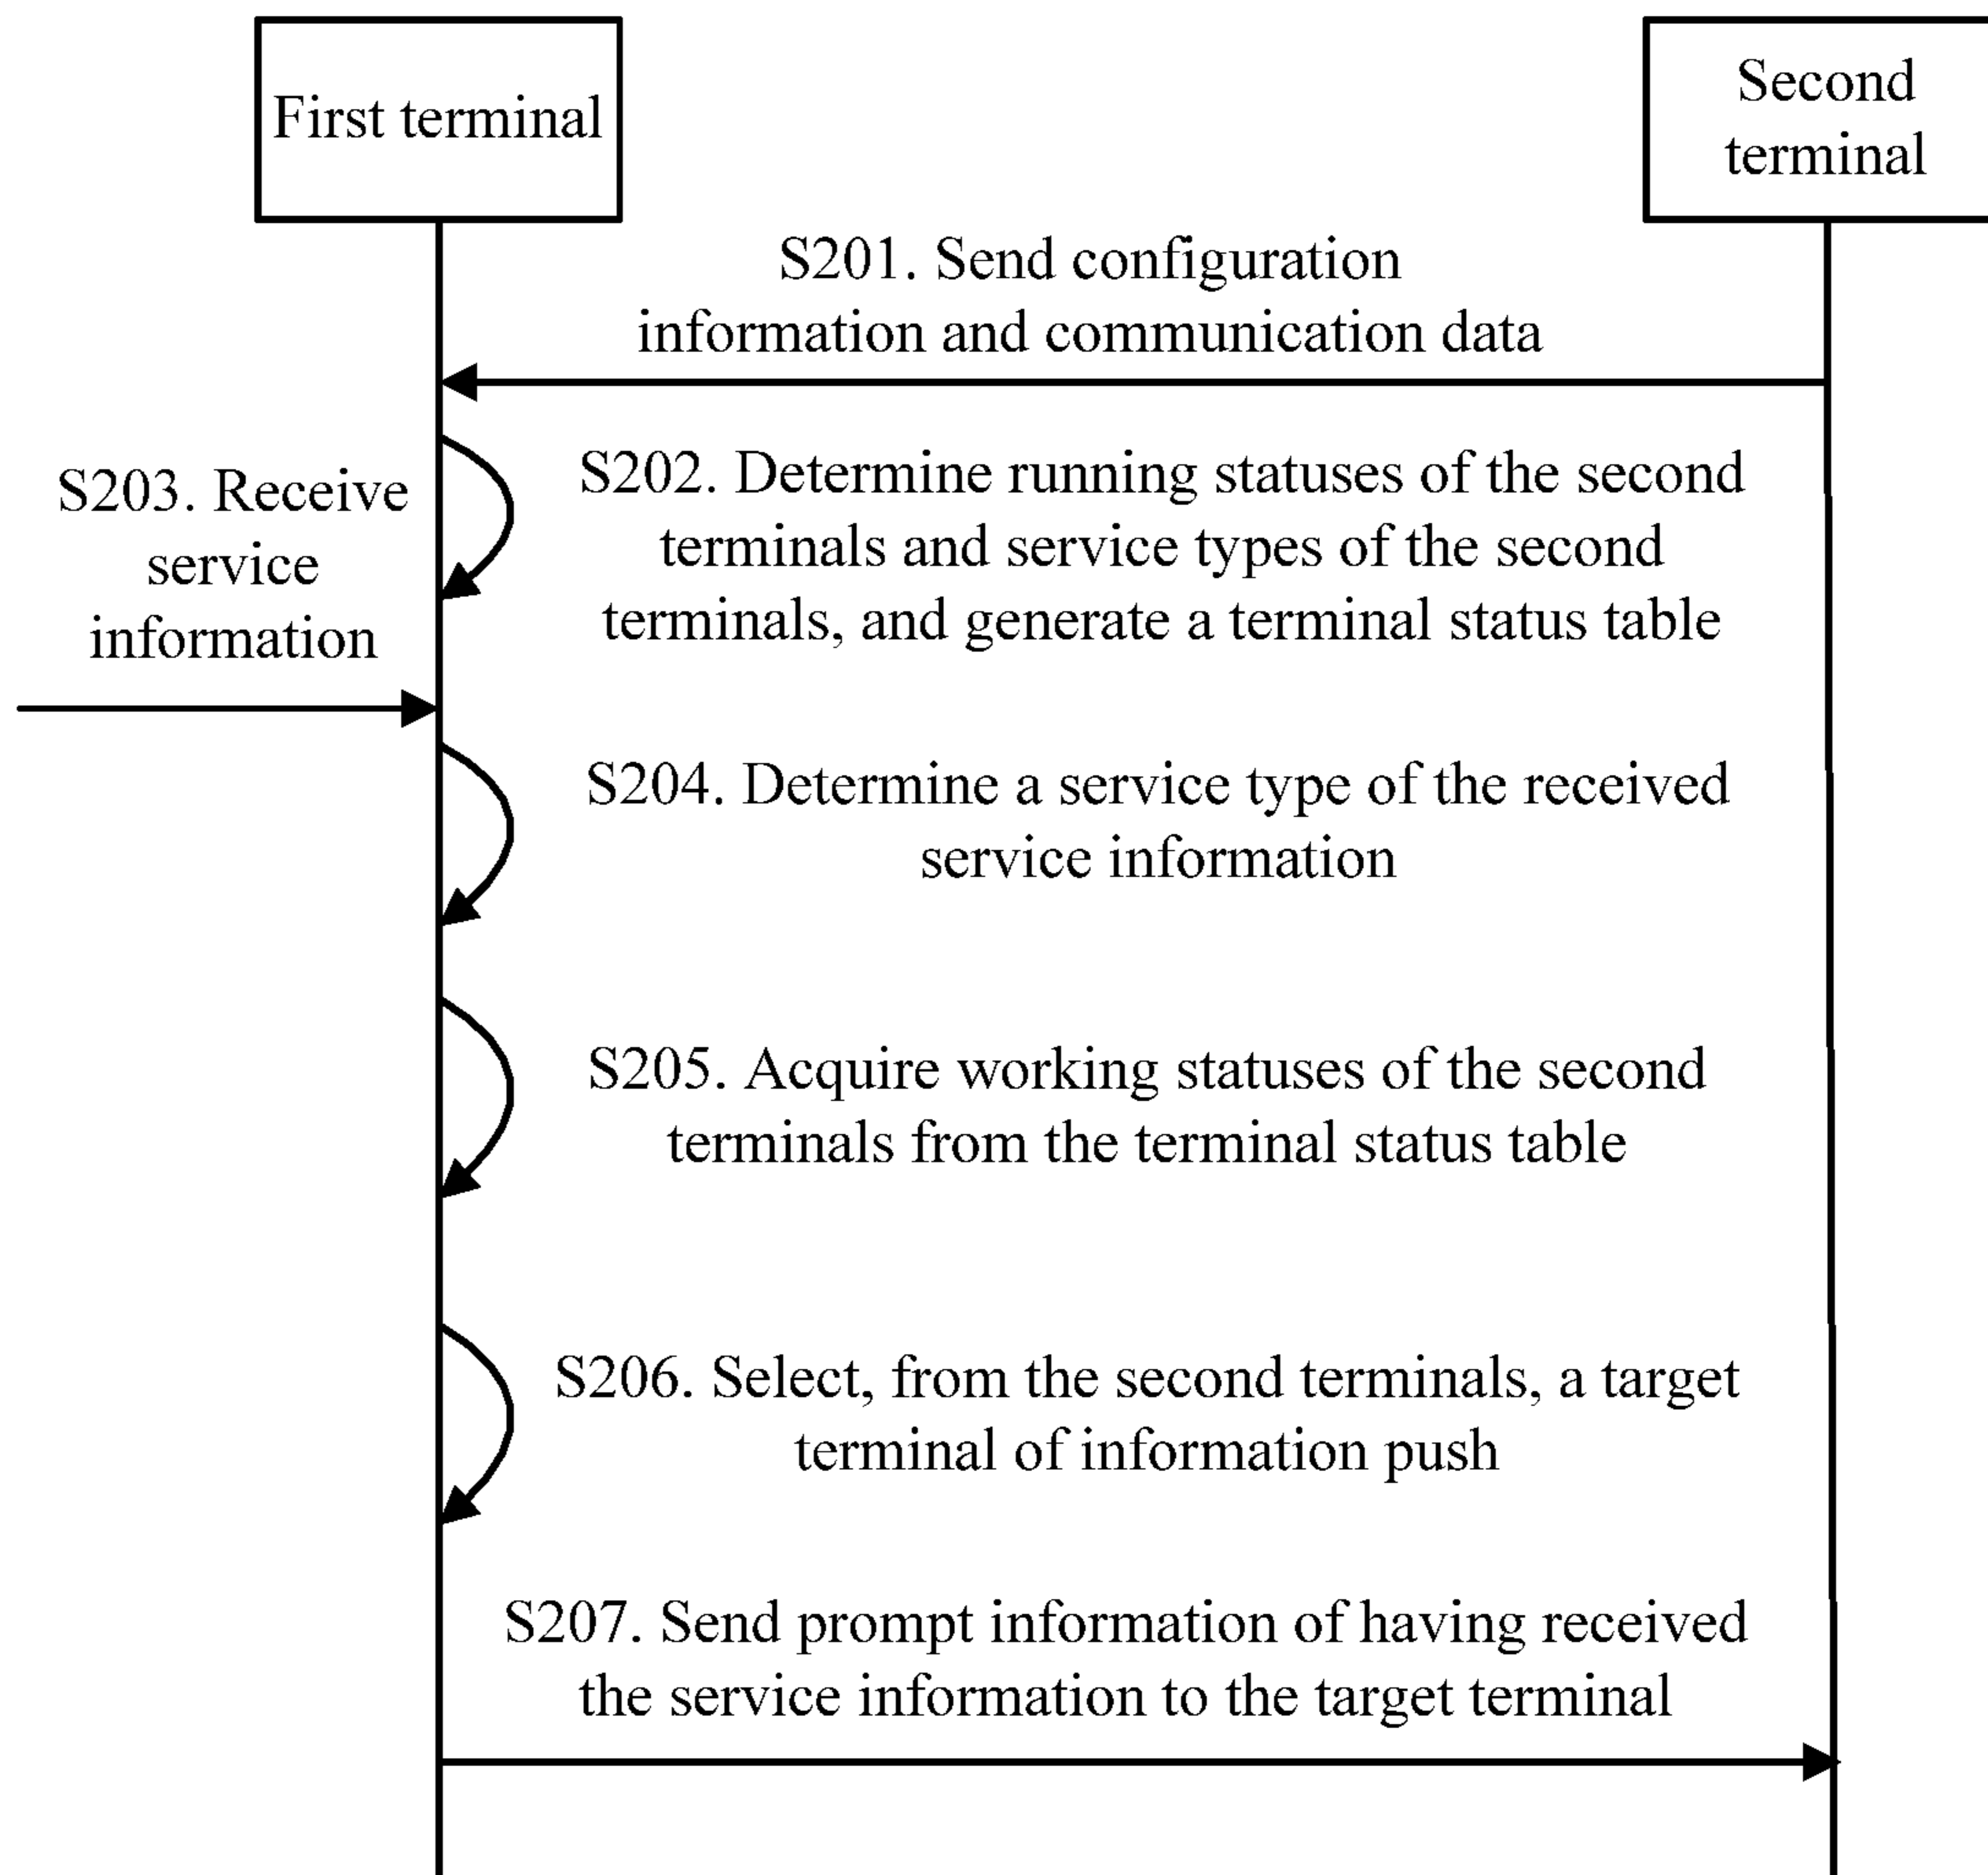 First terminal
Second
terminal
S201. Send configuration
information and communication data
S202. Determine running statuses of the second
terminals and service types of the second
terminals, and generate a terminal status table
S203. Receive
service
information
S204. Determine a service type of the received
service information
S205. Acquire working statuses of the second
terminals from the terminal status table
S206. Select, from the second terminals, a target
terminal of information push
S207. Send prompt information of having received
the service information to the target terminal